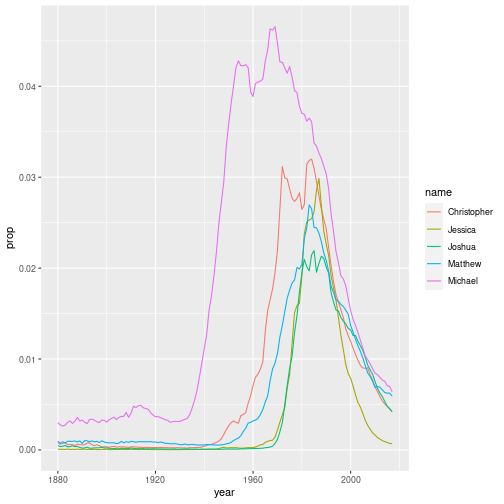 0.04
0.03
0.02
0.01
0.00
prop
1880
1920
1960
2000
year
name
Christopher
Jessica
Joshua
Matthew
Michael